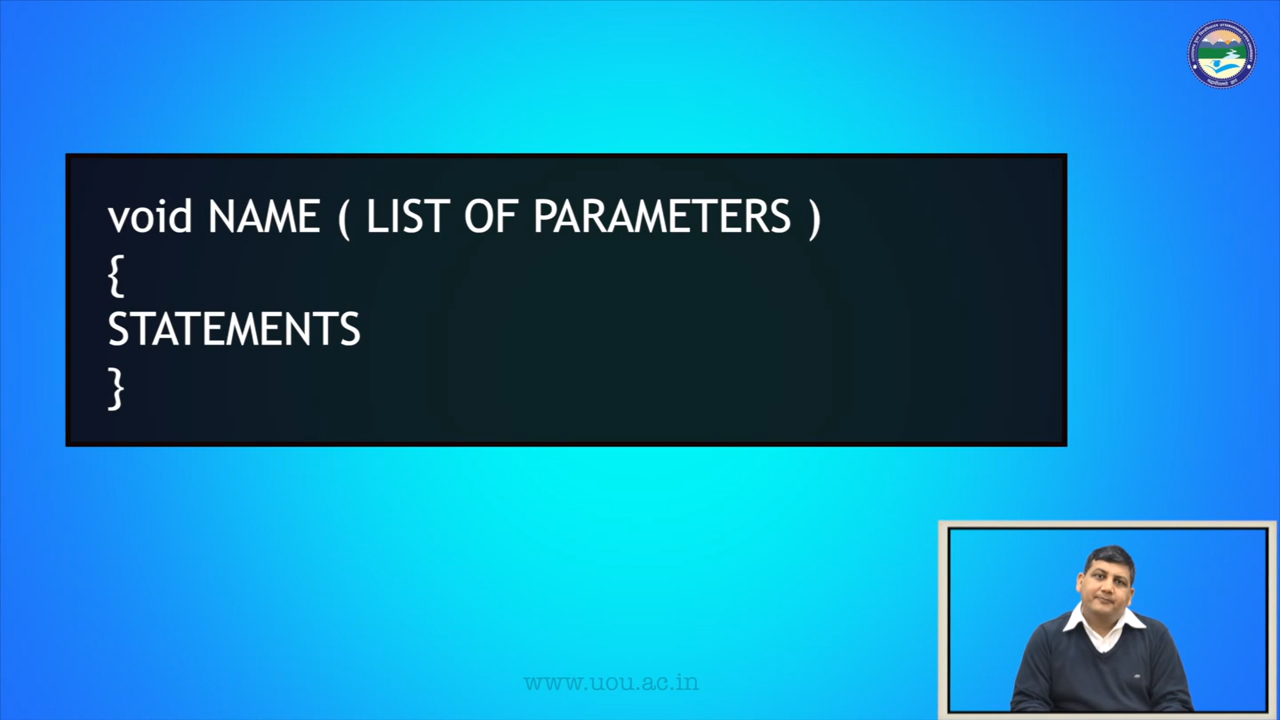 void NAME ( LIST OF PARAMETERS )
{
STATEMENTS
}
www.uou.ac.in